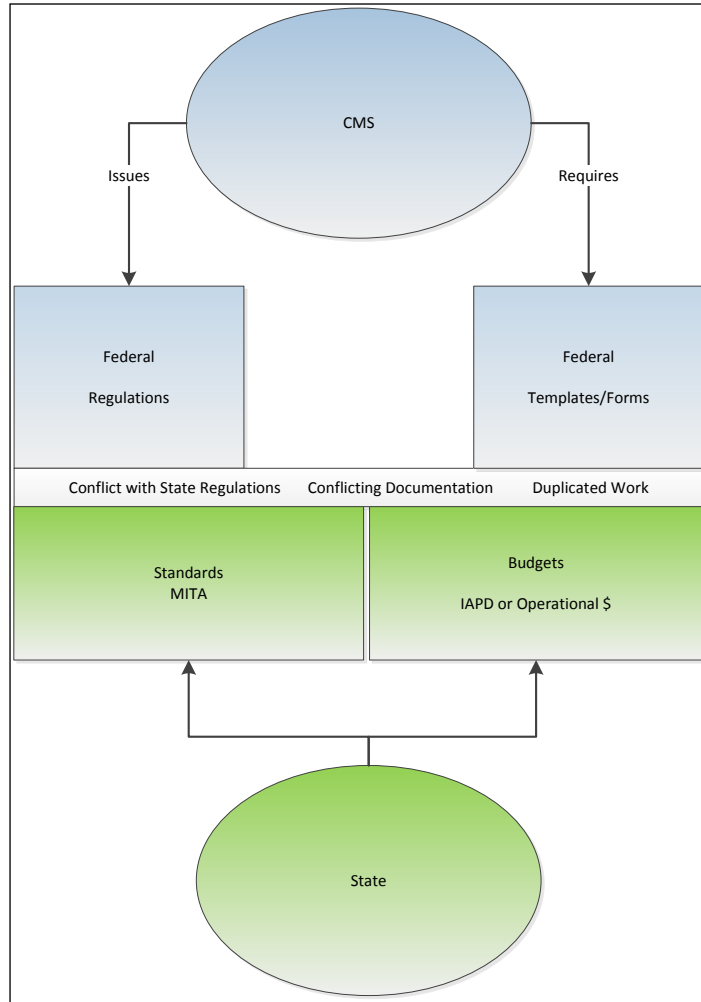 CMS
Issues
Requires
Federal
Regulations
Federal
Templates/Forms
Conflict with State Regulations
Conflicting Documentation
Duplicated Work
Standards
MITA
Budgets
IAPD or Operational $
State